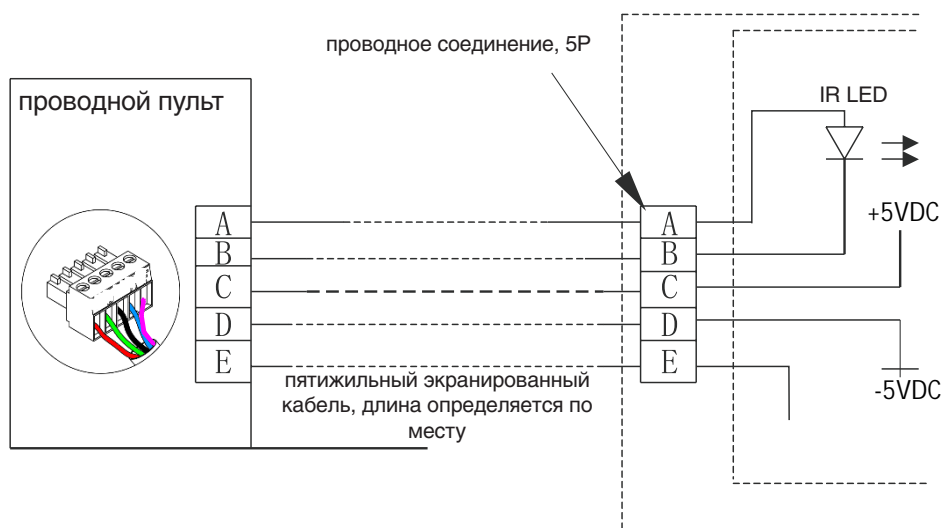 проводное соединение, 5P
проводной пульт
IR LED
+5VDC
A
B
C
D
E
A
B
C
D
E
-5VDC
пятижильный экранированный
кабель, длина определяется по
месту